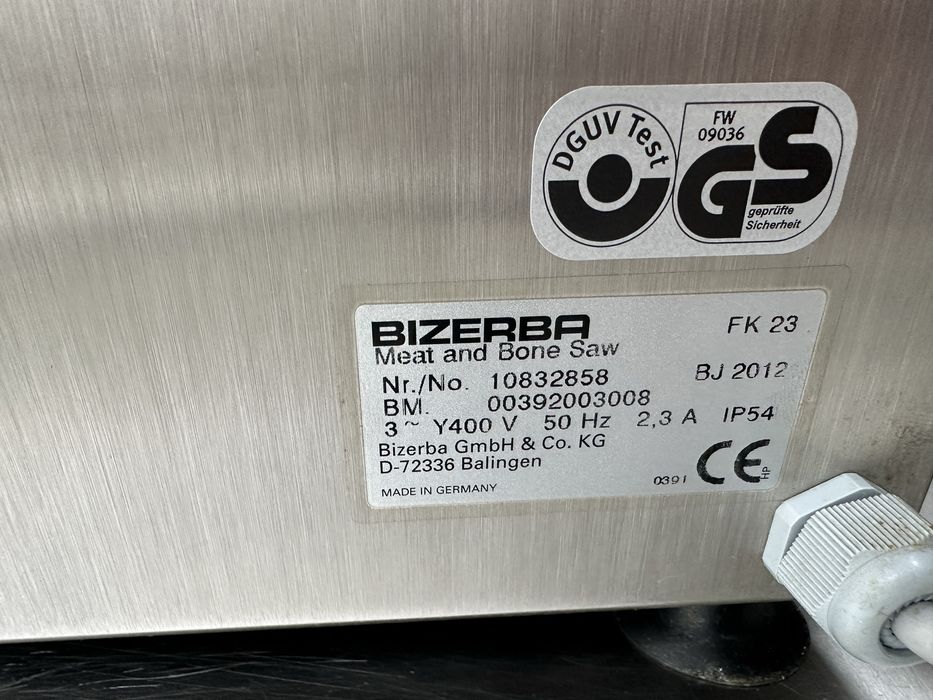 DGUV Test
FW
09036
GS
geprüfte
Sicherheit
BIZERBA FK 23
Meat and Bone Saw
Nr./No. 10832858 BJ 2012
BM. 00392003008
3~ Y400 V 50 Hz 2,3 A IP54
Bizerba GmbH & Co. KG
D-72336 Balingen
MADE IN GERMANY
0391 CE HP